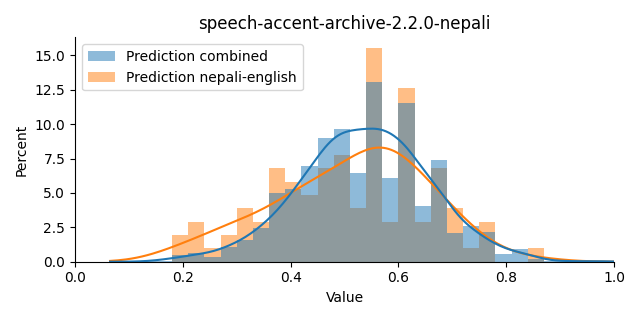 speech-accent-archive-2.2.0-nepali
Prediction combined
Prediction nepali-english
Percent
15.0
12.5
10.0
7.5
5.0
2.5
0.0
0.0 0.2 0.4 0.6 0.8 1.0
Value